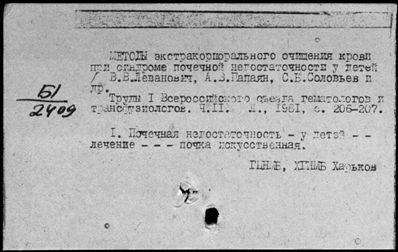 МЕТОДЫ экстракорпорального очищения крови
при синдроме почечной недостаточности у детей
/ В.В.Леванович, А.В.Папаян, С.Б.Соловьев и
др.
Б1
2409
Труды I Всероссийского съезда гематологов и
трансфузиологов. Ч.II. Л., 1981, с. 206-207.
I. Почечная недостаточность - у детей - -
лечение - - - почка искусственная.
ХГНМБ Харьков